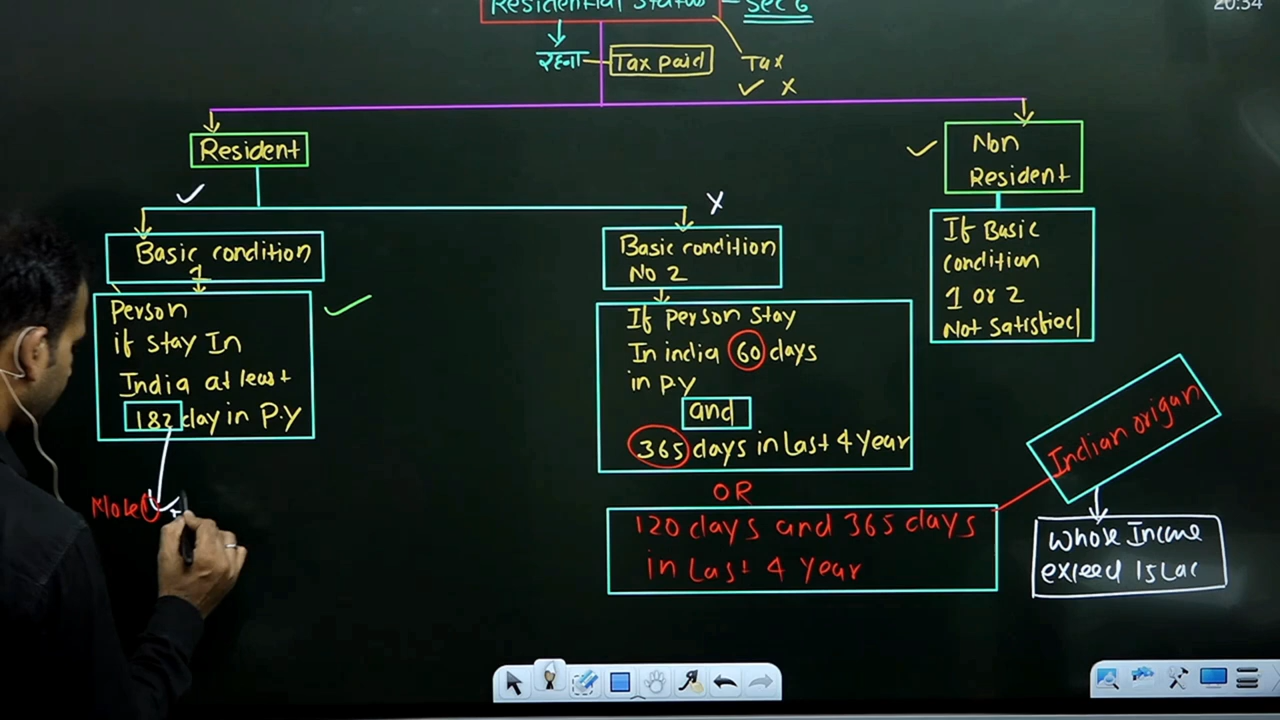 Residential Status - Sec 6
20:34
रहना
Tax paid
Tax
✓ X
Resident
Non
Resident
✓
✓
X
Basic condition
1
Basic condition
No 2
If Basic
condition
1 or 2
Not satisfied
Person
if stay In
India at least
182 day in P.Y
✓
If person stay
In india 60 days
in p.y
and
365 days in last 4 year
OR
120 days and 365 days
in Last 4 year
Indian origan
Whole Income
exceed 15 Lac